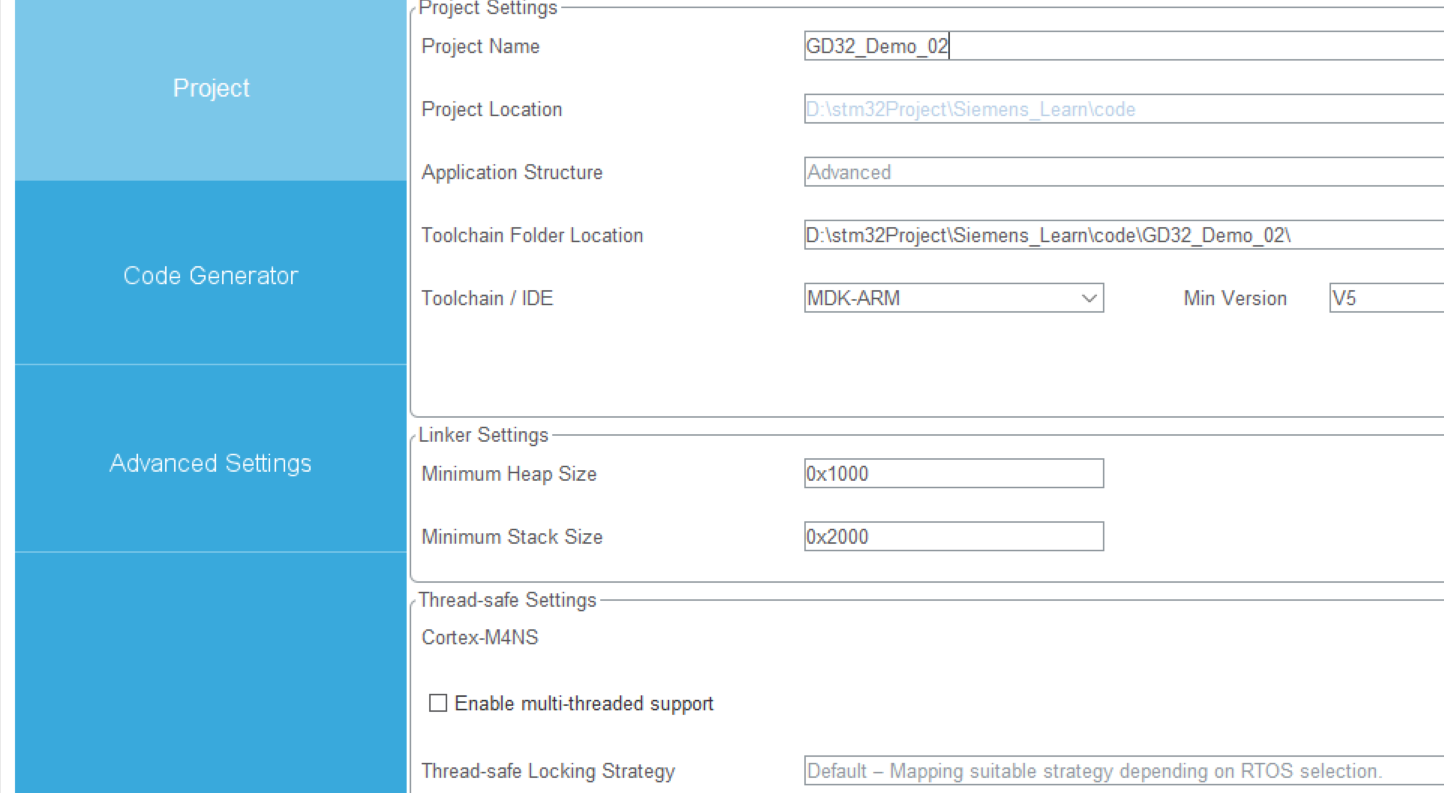 Project Settings
Project Name GD32_Demo_02
Project
Project Location D:\stm32Project\Siemens_Learn\code
Application Structure Advanced
Toolchain Folder Location D:\stm32Project\Siemens_Learn\code\GD32_Demo_02\
Code Generator
Toolchain / IDE MDK-ARM Min Version V5
Linker Settings
Advanced Settings
Minimum Heap Size 0x1000
Minimum Stack Size 0x2000
Thread-safe Settings
Cortex-M4NS
Enable multi-threaded support
Thread-safe Locking Strategy Default – Mapping suitable strategy depending on RTOS selection.